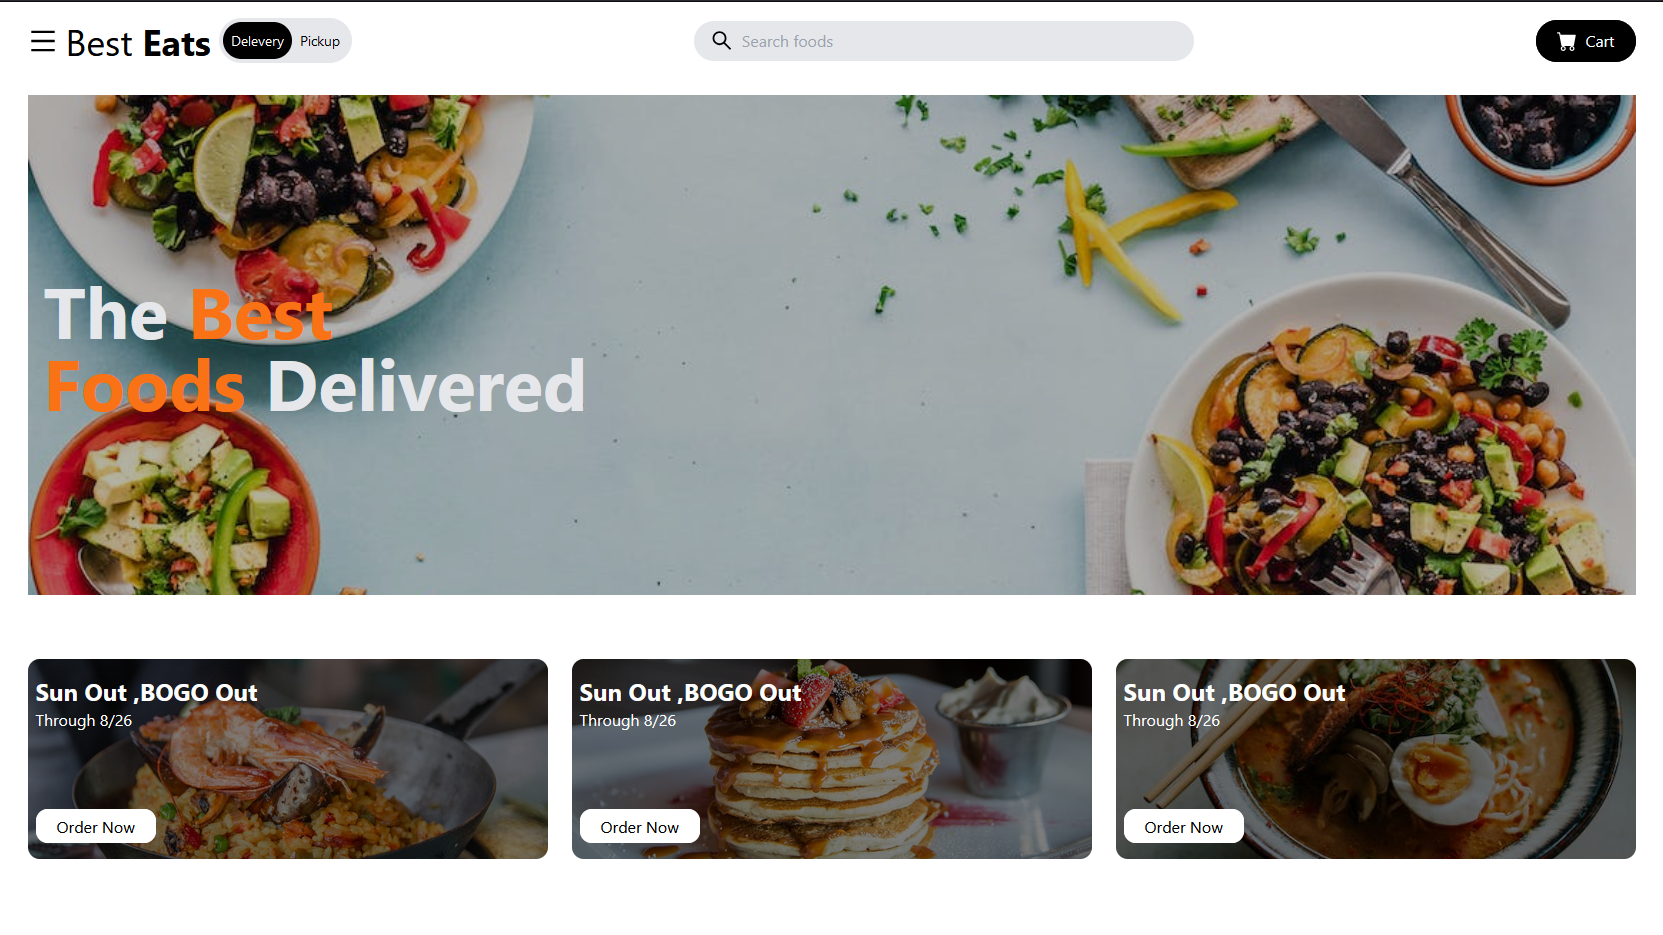 Best Eats
Delevery Pickup
Search foods
Cart
The Best
Foods Delivered
Sun Out ,BOGO Out
Through 8/26
Order Now
Sun Out ,BOGO Out
Through 8/26
Order Now
Sun Out ,BOGO Out
Through 8/26
Order Now